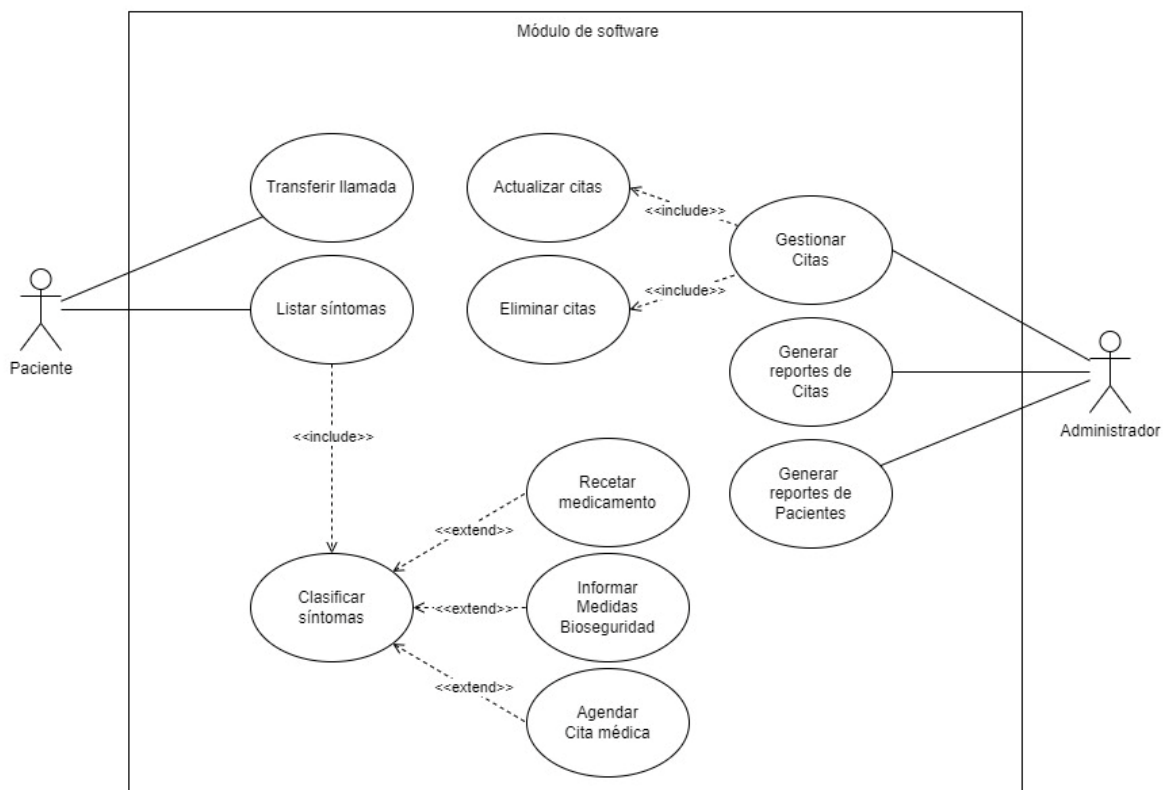 Módulo de software
Transferir llamada
Actualizar citas
<<include>>
Gestionar
Citas
Listar síntomas
Eliminar citas
<<include>>
Paciente
Generar
reportes de
Citas
Administrador
<<include>>
Recetar
medicamento
Generar
reportes de
Pacientes
<<extend>>
Clasificar
síntomas
<<extend>>
Informar
Medidas
Bioseguridad
<<extend>>
Agendar
Cita médica